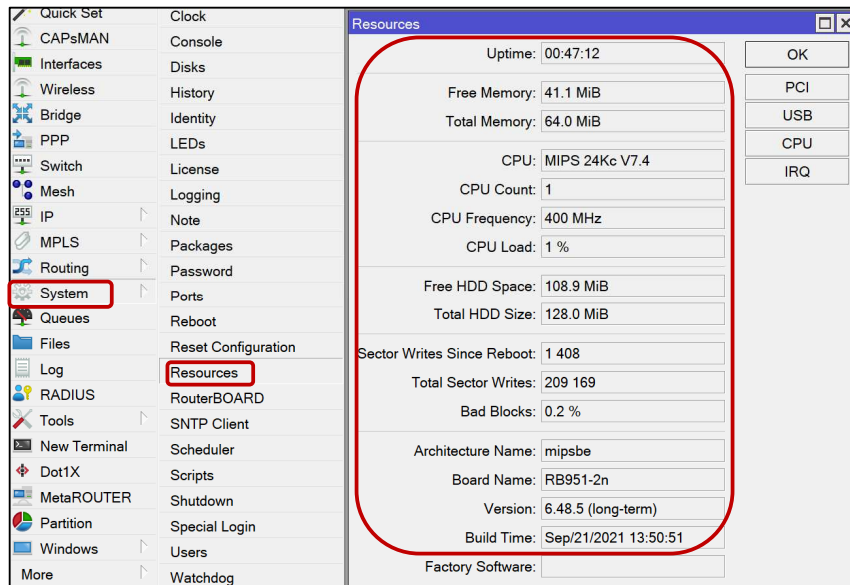 Quick Set
CAPsMAN
Interfaces
Wireless
Bridge
PPP
Switch
Mesh
255
IP
MPLS
Routing
System
Queues
Files
Log
RADIUS
Tools
New Terminal
Dot1X
MetaROUTER
Partition
Windows
More
Clock
Console
Disks
History
Identity
LEDs
License
Logging
Note
Packages
Password
Ports
Reboot
Reset Configuration
Resources
RouterBOARD
SNTP Client
Scheduler
Scripts
Shutdown
Special Login
Users
Watchdog
Resources
Uptime: 00:47:12
Free Memory: 41.1 MiB
Total Memory: 64.0 MiB
CPU: MIPS 24Kc V7.4
CPU Count: 1
CPU Frequency: 400 MHz
CPU Load: 1 %
Free HDD Space: 108.9 MiB
Total HDD Size: 128.0 MiB
Sector Writes Since Reboot: 1 408
Total Sector Writes: 209 169
Bad Blocks: 0.2 %
Architecture Name: mipsbe
Board Name: RB951-2n
Version: 6.48.5 (long-term)
Build Time: Sep/21/2021 13:50:51
Factory Software:
OK
PCI
USB
CPU
IRQ